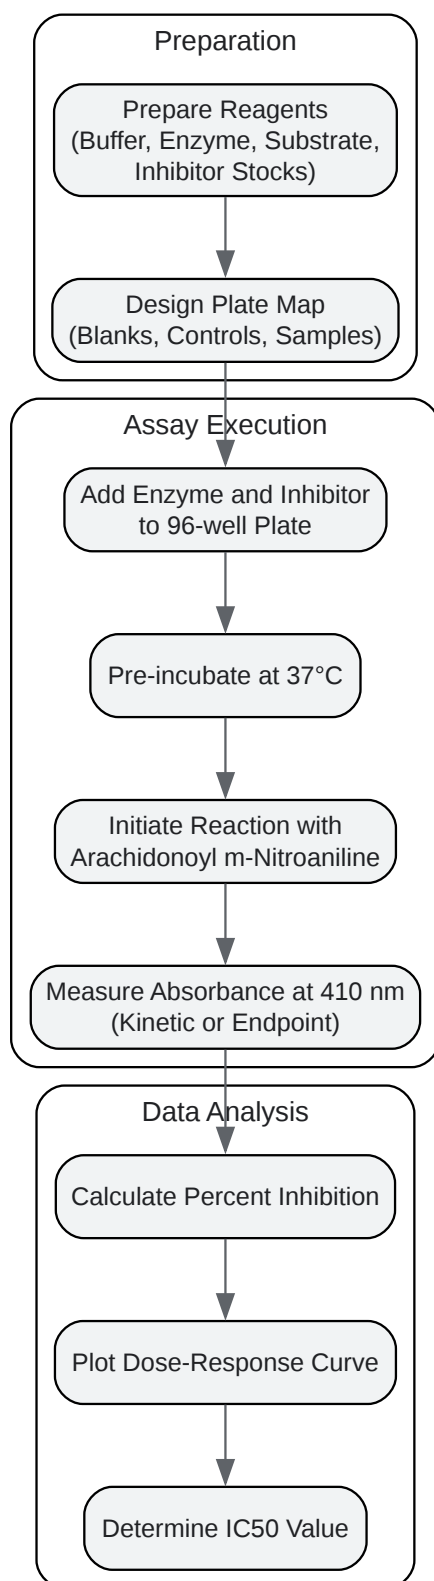 Preparation
Prepare Reagents
(Buffer, Enzyme, Substrate,
Inhibitor Stocks)
Design Plate Map
(Blanks, Controls, Samples)
Assay Execution
Add Enzyme and Inhibitor
to 96-well Plate
Pre-incubate at 37°C
Initiate Reaction with
Arachidonoyl m-Nitroaniline
Measure Absorbance at 410 nm
(Kinetic or Endpoint)
Data Analysis
Calculate Percent Inhibition
Plot Dose-Response Curve
Determine IC50 Value